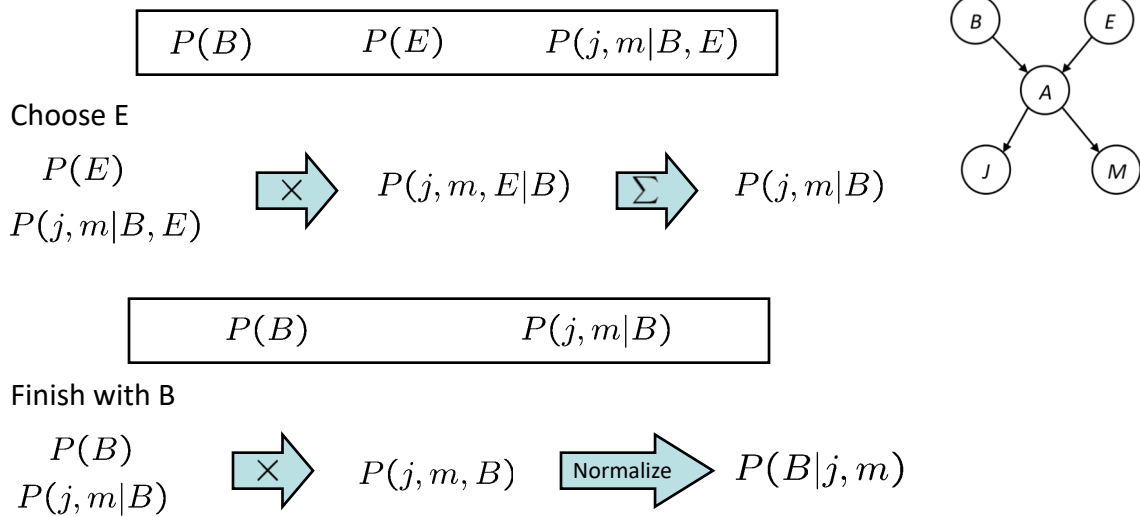 P(B) P(E) P(j, m|B, E)
B E
A
J M
Choose E
P(E)
P(j, m|B, E)
× P(j, m, E|B) ∑ P(j, m|B)
P(B) P(j, m|B)
Finish with B
P(B)
P(j, m|B)
× P(j, m, B) Normalize P(B|j, m)